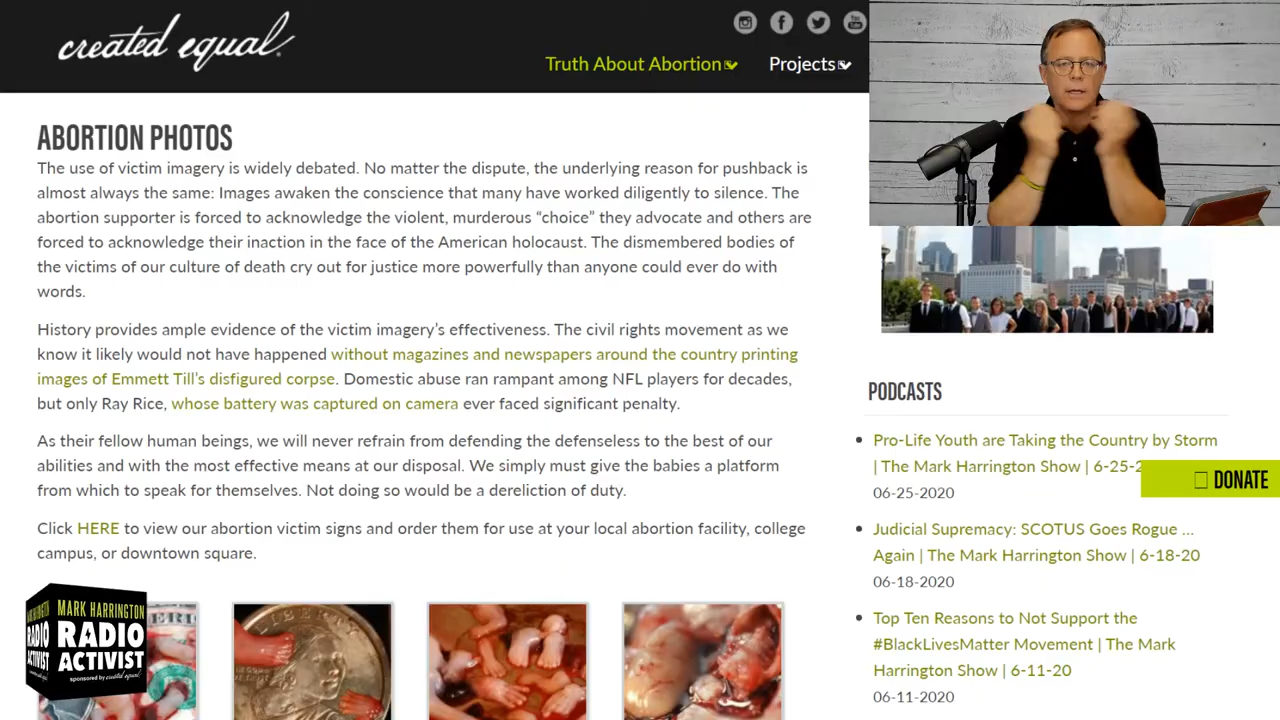 created equal
Truth About Abortion
Projects
ABORTION PHOTOS
The use of victim imagery is widely debated. No matter the dispute, the underlying reason for pushback is
almost always the same: Images awaken the conscience that many have worked diligently to silence. The
abortion supporter is forced to acknowledge the violent, murderous “choice” they advocate and others are
forced to acknowledge their inaction in the face of the American holocaust. The dismembered bodies of
the victims of our culture of death cry out for justice more powerfully than anyone could ever do with
words.
History provides ample evidence of the victim imagery’s effectiveness. The civil rights movement as we
know it likely would not have happened without magazines and newspapers around the country printing
images of Emmett Till’s disfigured corpse. Domestic abuse ran rampant among NFL players for decades,
but only Ray Rice, whose battery was captured on camera ever faced significant penalty.
As their fellow human beings, we will never refrain from defending the defenseless to the best of our
abilities and with the most effective means at our disposal. We simply must give the babies a platform
from which to speak for themselves. Not doing so would be a dereliction of duty.
Click HERE to view our abortion victim signs and order them for use at your local abortion facility, college
campus, or downtown square.
MARK HARRINGTON
RADIO
ACTIVIST
sponsored by created equal
PODCASTS
Pro-Life Youth are Taking the Country by Storm
| The Mark Harrington Show | 6-25-2
06-25-2020
DONATE
Judicial Supremacy: SCOTUS Goes Rogue …
Again | The Mark Harrington Show | 6-18-20
06-18-2020
Top Ten Reasons to Not Support the
#BlackLivesMatter Movement | The Mark
Harrington Show | 6-11-20
06-11-2020